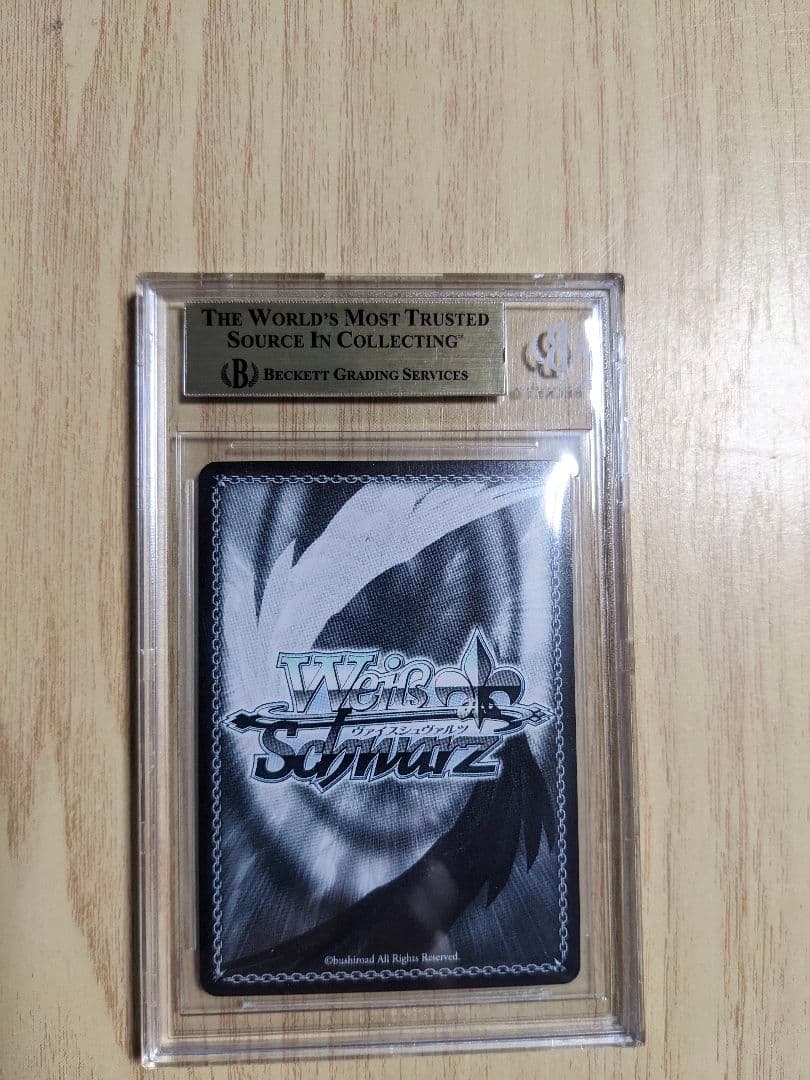 THE WORLD'S MOST TRUSTED
SOURCE IN COLLECTING™
B BECKETT GRADING SERVICES
Weiß
ヴァイスシュヴァルツ
Schwarz
©bushiroad All Rights Reserved.